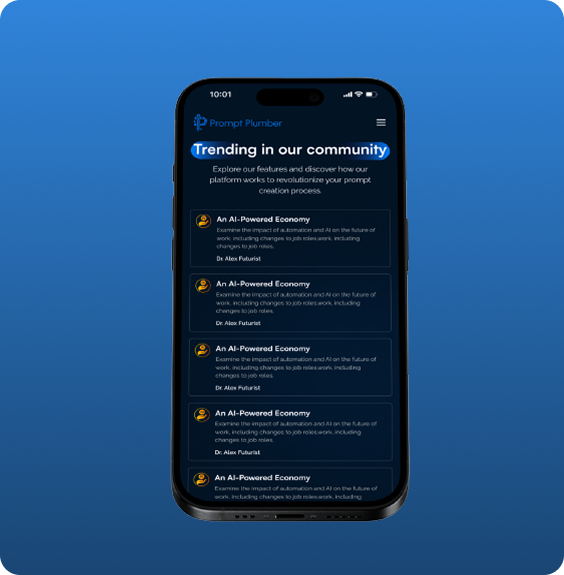 10:01
Prompt Plumber
Trending in our community
Explore our features and discover how our
platform works to revolutionize your prompt
creation process.
An AI-Powered Economy
Examine the impact of automation and AI on the future of
work, including changes to job roles.work, including
changes to job roles.
Dr. Alex Futurist
An AI-Powered Economy
Examine the impact of automation and AI on the future of
work, including changes to job roles.work, including
changes to job roles.
Dr. Alex Futurist
An AI-Powered Economy
Examine the impact of automation and AI on the future of
work, including changes to job roles.work, including
changes to job roles.
Dr. Alex Futurist
An AI-Powered Economy
Examine the impact of automation and AI on the future of
work, including changes to job roles.work, including
changes to job roles.
Dr. Alex Futurist
An AI-Powered Economy
Examine the impact of automation and AI on the future of
work, including changes to job roles.work, including